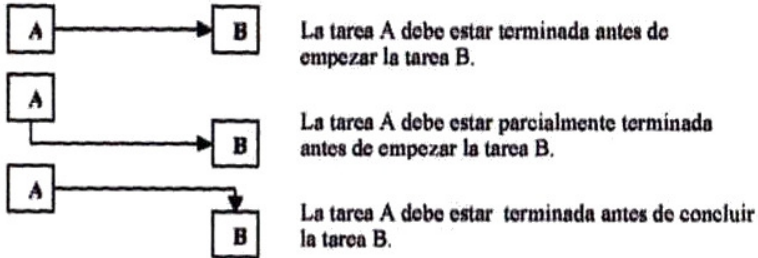 A B La tarea A debe estar terminada antes de
empezar la tarea B.
A
B La tarea A debe estar parcialmente terminada
antes de empezar la tarea B.
A
La tarea A debe estar terminada antes de concluir
B la tarea B.